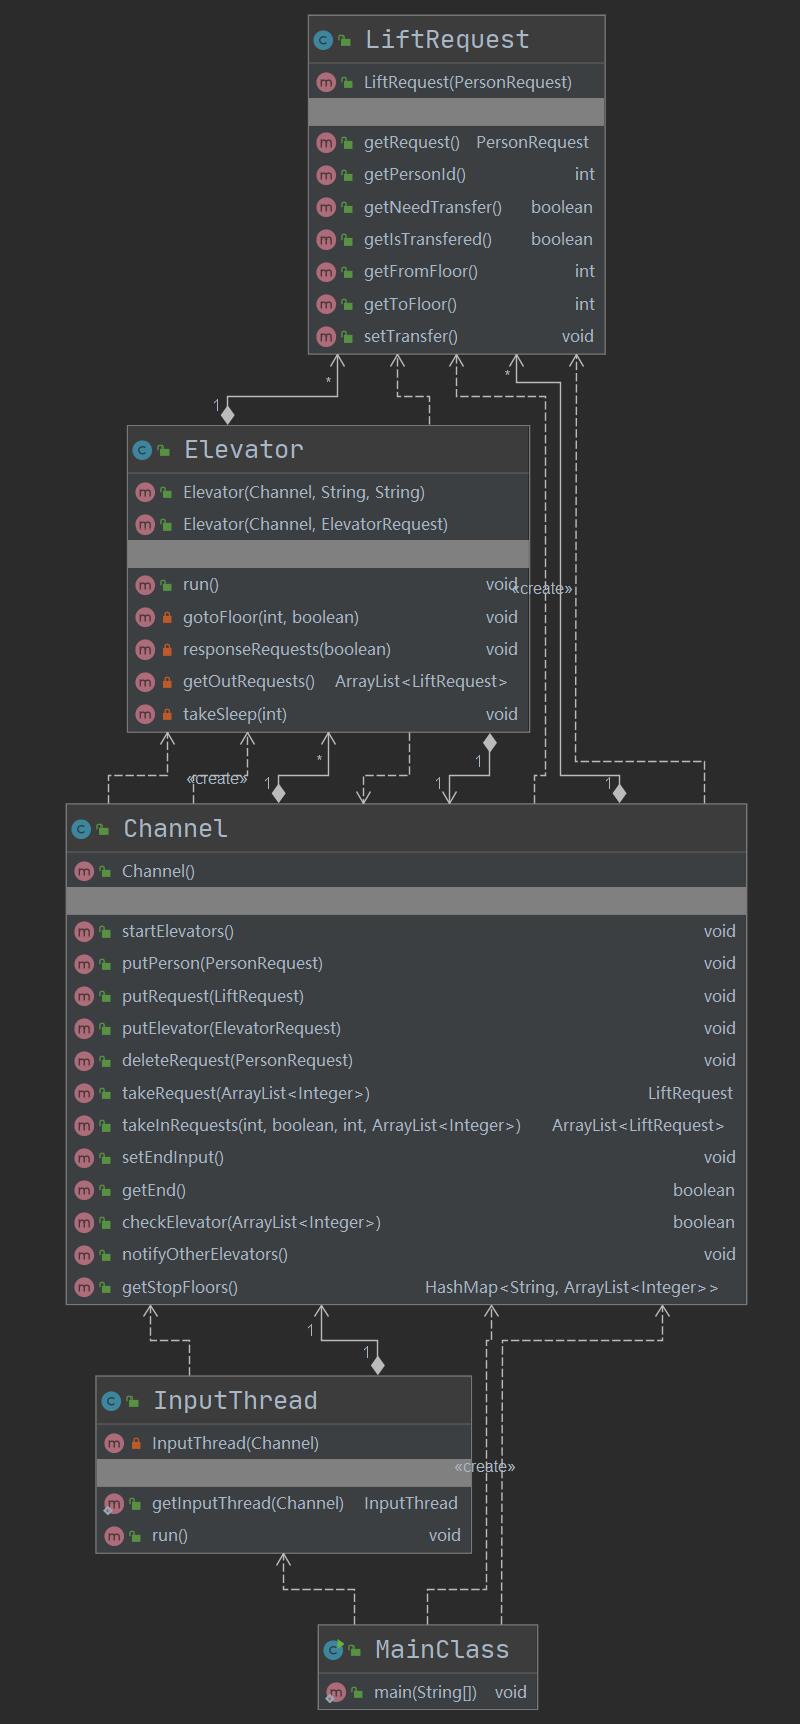 LiftRequest
LiftRequest(PersonRequest)
getRequest() PersonRequest
getPersonId() int
getNeedTransfer() boolean
getIsTransfered() boolean
getFromFloor() int
getToFloor() int
setTransfer() void
* *
1
Elevator
Elevator(Channel, String, String)
Elevator(Channel, ElevatorRequest)
run() void
«create»
gotoFloor(int, boolean) void
responseRequests(boolean) void
getOutRequests() ArrayList<LiftRequest>
takeSleep(int) void
* 1
«create» 1 1 1
Channel
Channel()
startElevators() void
putPerson(PersonRequest) void
putRequest(LiftRequest) void
putElevator(ElevatorRequest) void
deleteRequest(PersonRequest) void
takeRequest(ArrayList<Integer>) LiftRequest
takeInRequests(int, boolean, int, ArrayList<Integer>) ArrayList<LiftRequest>
setEndInput() void
getEnd() boolean
checkElevator(ArrayList<Integer>) boolean
notifyOtherElevators() void
getStopFloors() HashMap<String, ArrayList<Integer>>
1
1
InputThread
InputThread(Channel)
«create»
getInputThread(Channel) InputThread
run() void
MainClass
main(String[]) void